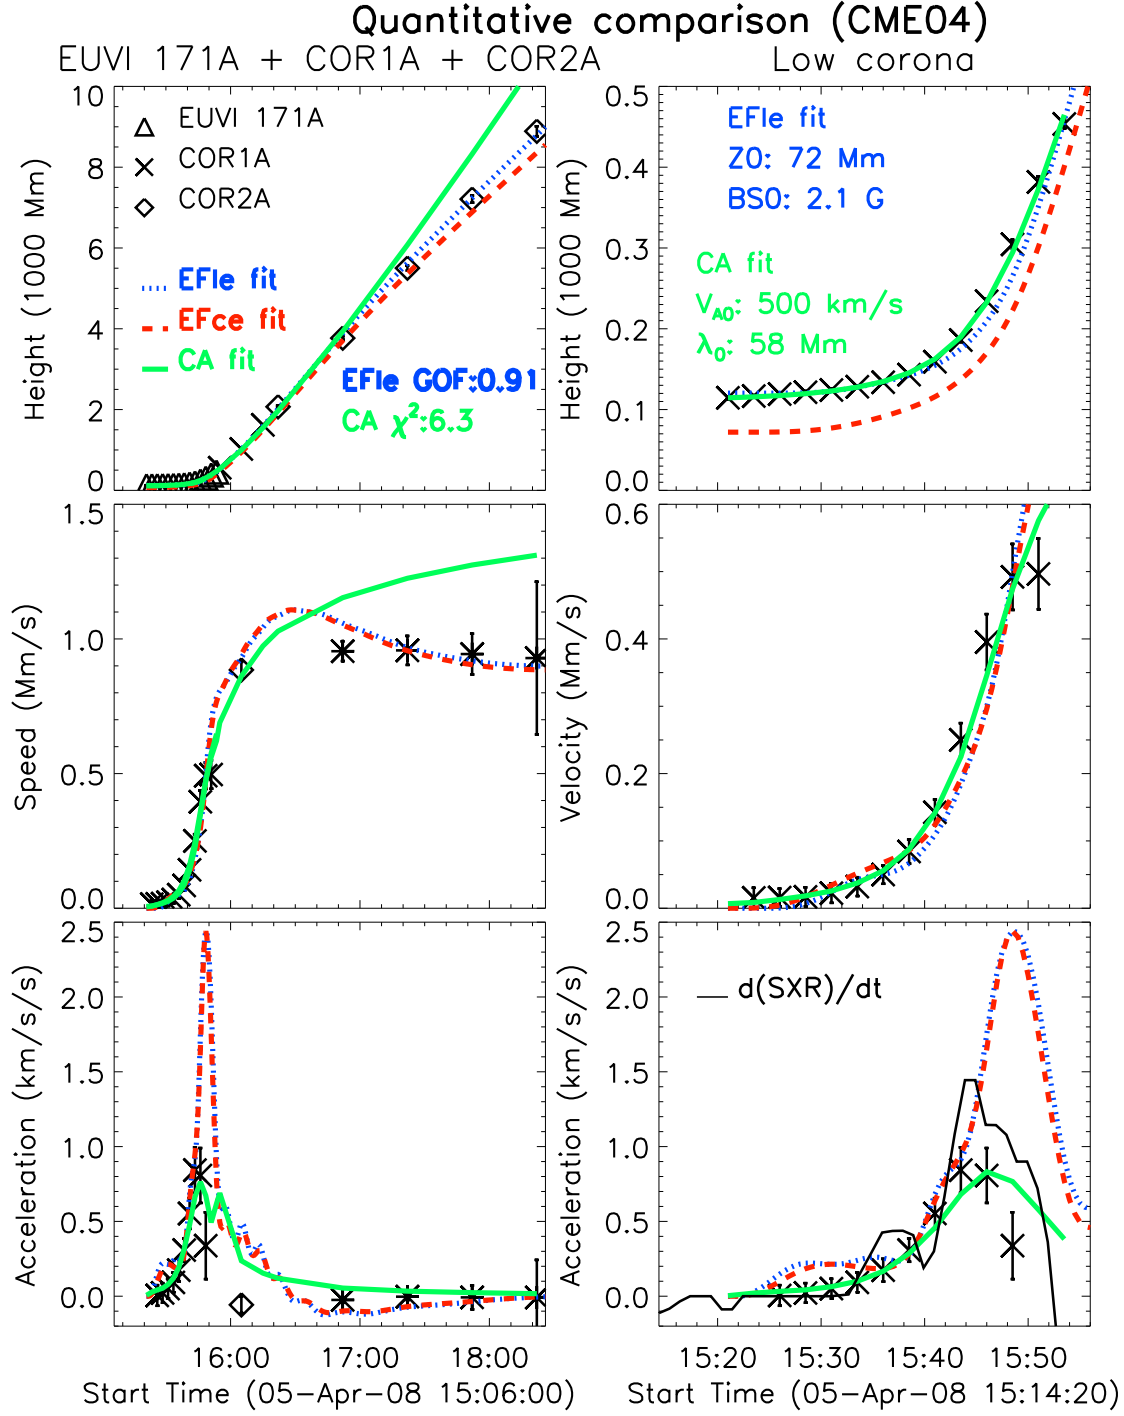 Quantitative comparison (CME04)
EUVI 171A + COR1A + COR2A
Low corona
Height (1000 Mm)
10
8
6
4
2
0
EUVI 171A
COR1A
COR2A
EFle fit
EFce fit
CA fit
EFle GOF:0.91
CA χ²:6.3
Height (1000 Mm)
0.5
0.4
0.3
0.2
0.1
0.0
EFle fit
Z0: 72 Mm
BS0: 2.1 G
CA fit
V_A0: 500 km/s
λ₀: 58 Mm
Speed (Mm/s)
1.5
1.0
0.5
0.0
Velocity (Mm/s)
0.6
0.4
0.2
0.0
Acceleration (km/s/s)
2.5
2.0
1.5
1.0
0.5
0.0
16:00 17:00 18:00
Start Time (05-Apr-08 15:06:00)
Acceleration (km/s/s)
2.5
2.0
1.5
1.0
0.5
0.0
d(SXR)/dt
15:20 15:30 15:40 15:50
Start Time (05-Apr-08 15:14:20)